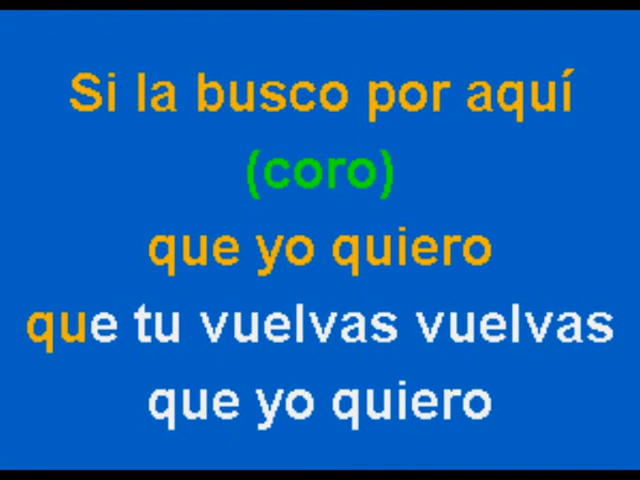 Si la busco por aquí
(coro)
que yo quiero
que tu vuelvas vuelvas
que yo quiero